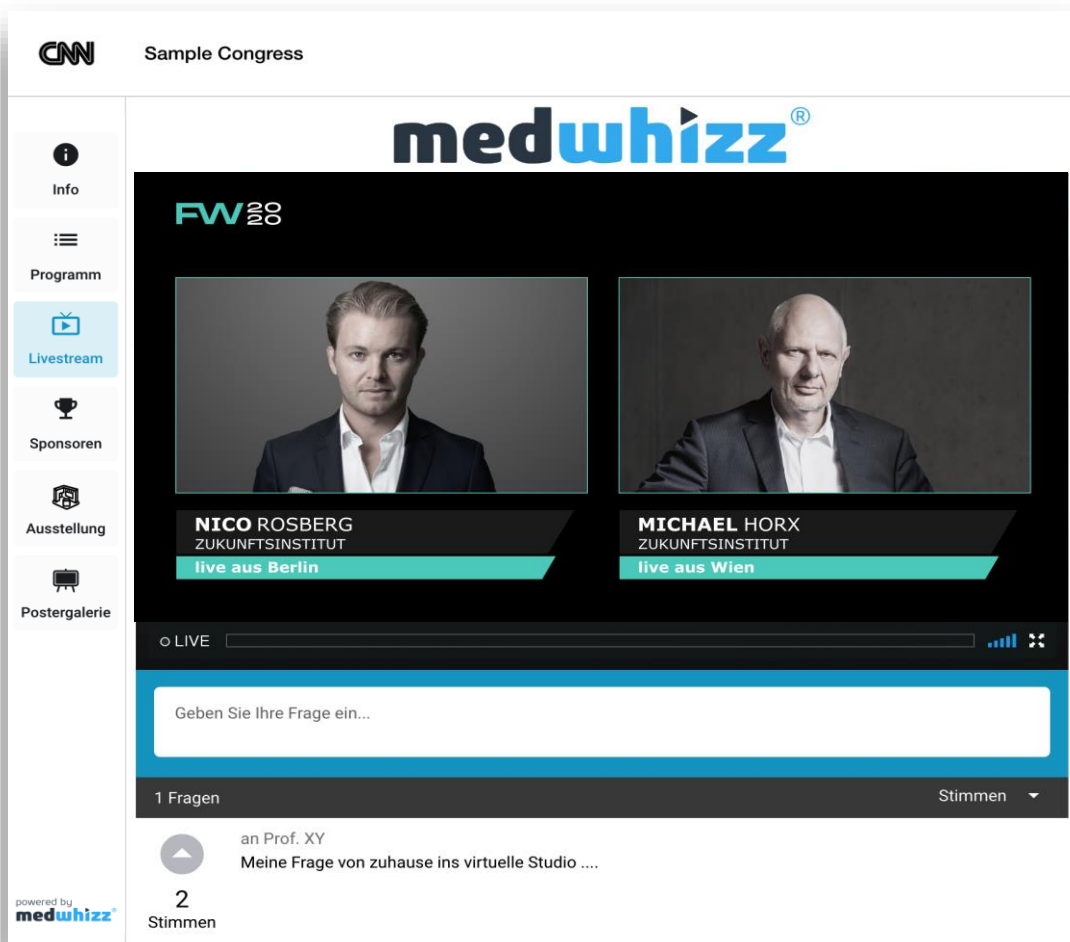 CNN
Sample Congress
medwhizz®
Info
Programm
Livestream
Sponsoren
Ausstellung
Postergalerie
FW 2020
NICO ROSBERG
ZUKUNFTSINSTITUT
live aus Berlin
MICHAEL HORX
ZUKUNFTSINSTITUT
live aus Wien
LIVE
Geben Sie Ihre Frage ein...
1 Fragen
Stimmen
an Prof. XY
Meine Frage von zuhause ins virtuelle Studio ....
2
Stimmen
powered by
medwhizz®